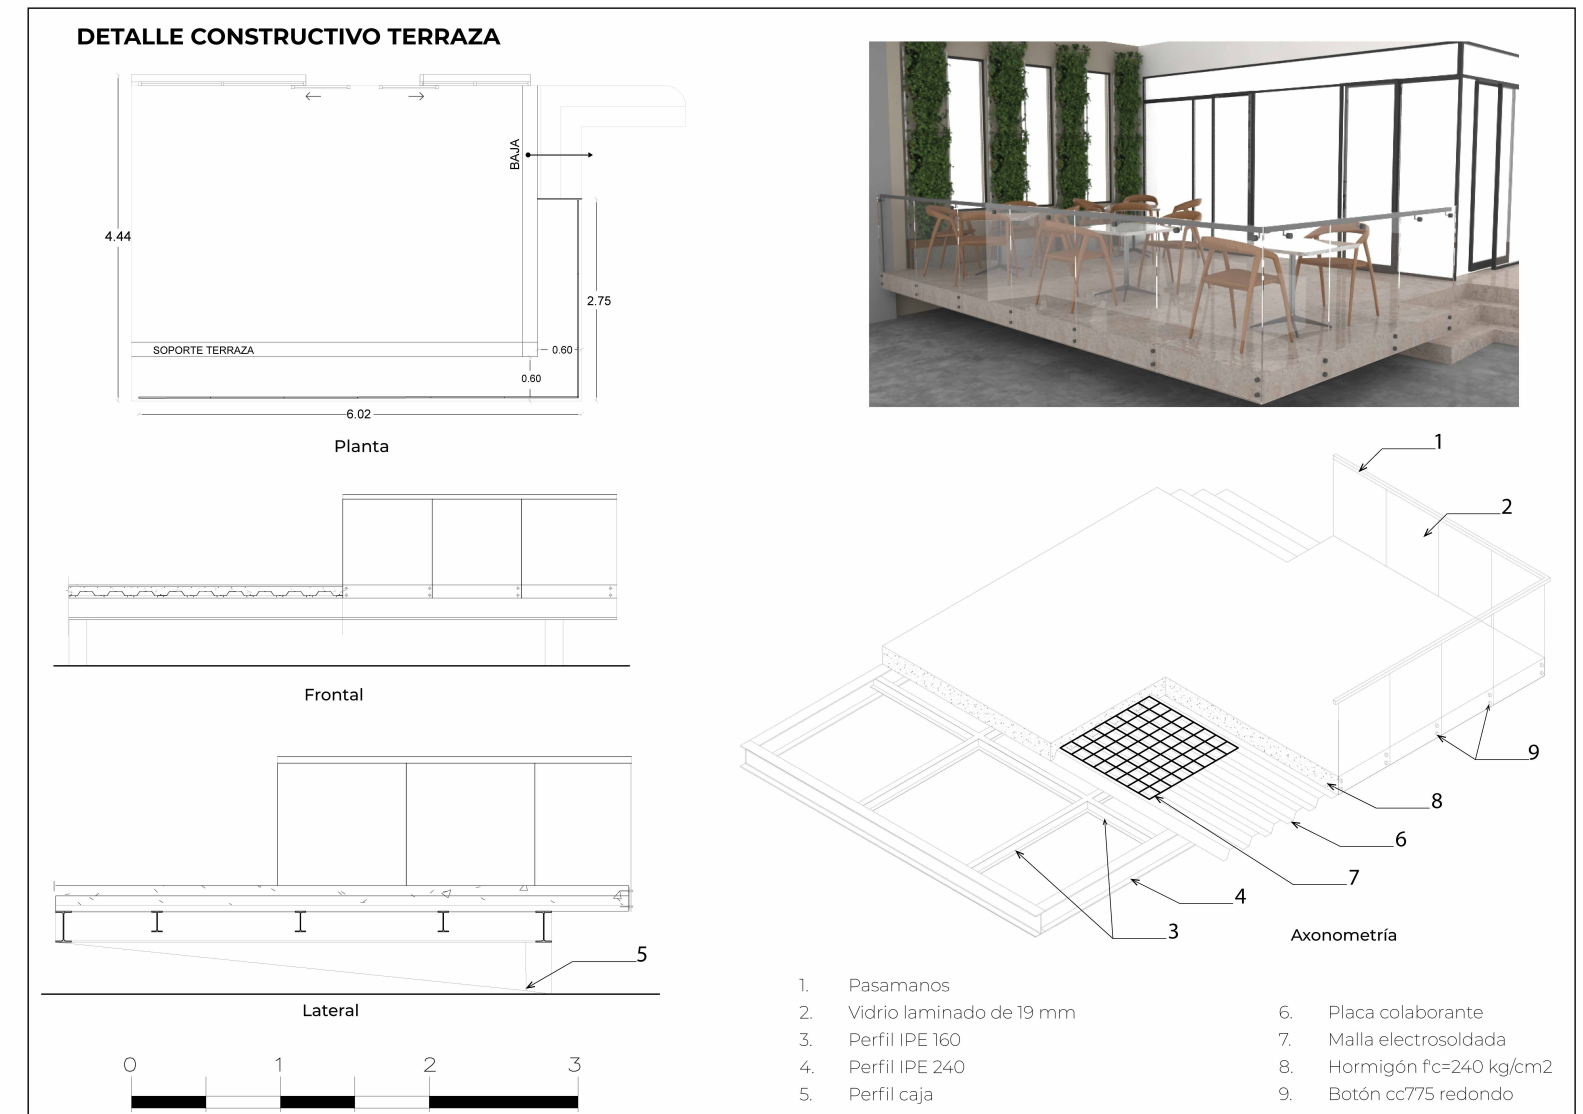 DETALLE CONSTRUCTIVO TERRAZA
BAJA
4.44
2.75
SOPORTE TERRAZA
0.60
0.60
6.02
Planta
Frontal
5
Lateral
0 1 2 3
1
2
9
8
6
7
4
3
Axonometría
1. Pasamanos
2. Vidrio laminado de 19 mm
3. Perfil IPE 160
4. Perfil IPE 240
5. Perfil caja
6. Placa colaborante
7. Malla electrosoldada
8. Hormigón f'c=240 kg/cm2
9. Botón cc775 redondo